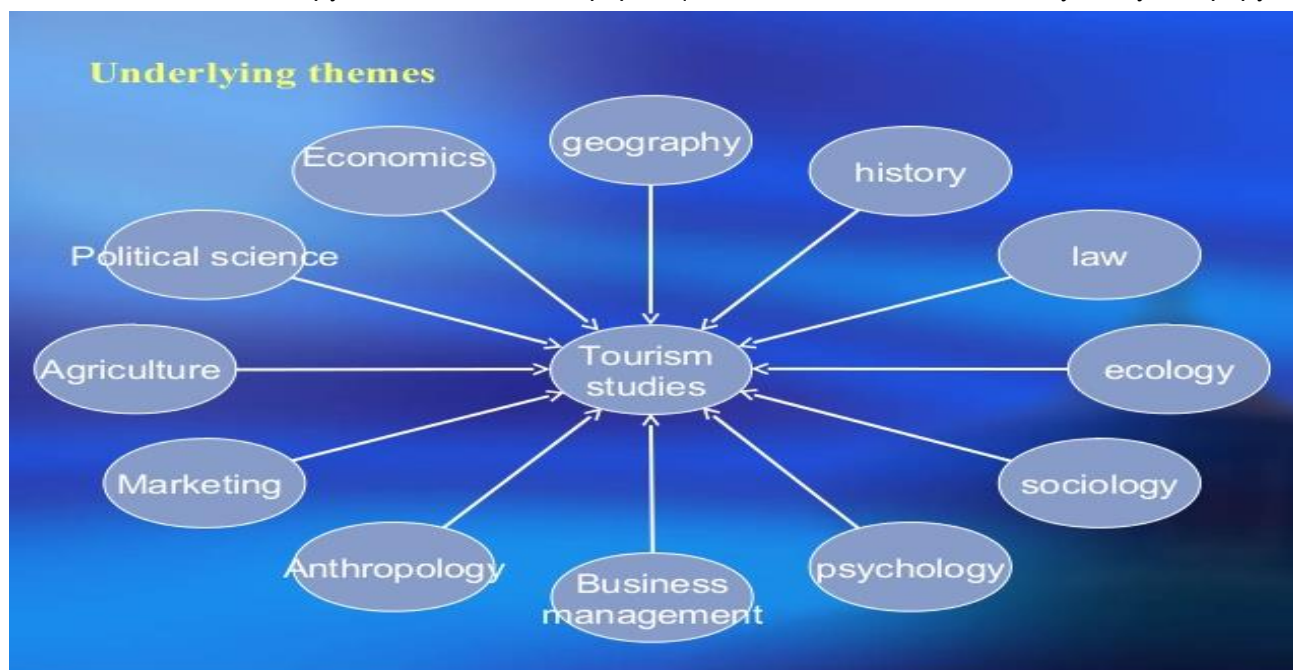 Underlying themes
geography
Economics
history
Political science
law
Tourism
studies
Agriculture
ecology
Marketing
sociology
Anthropology
psychology
Business
management